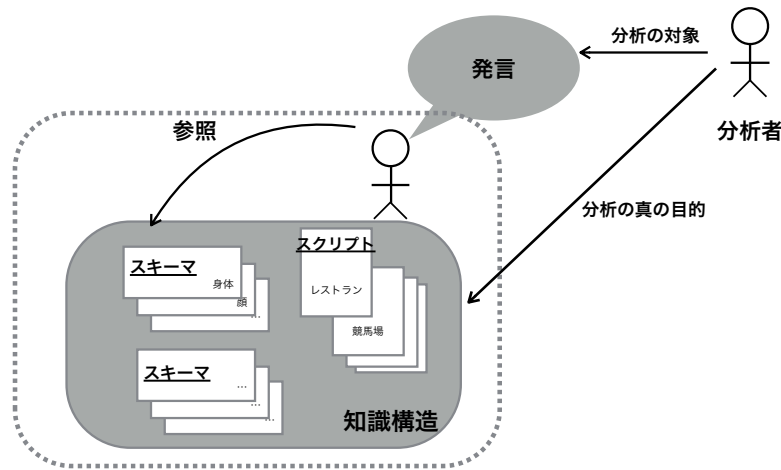 分析の対象
発言
分析者
参照
分析の真の目的
スクリプト
スキーマ
身体
レストラン
顔
...
競馬場
スキーマ
...
...
...
知識構造